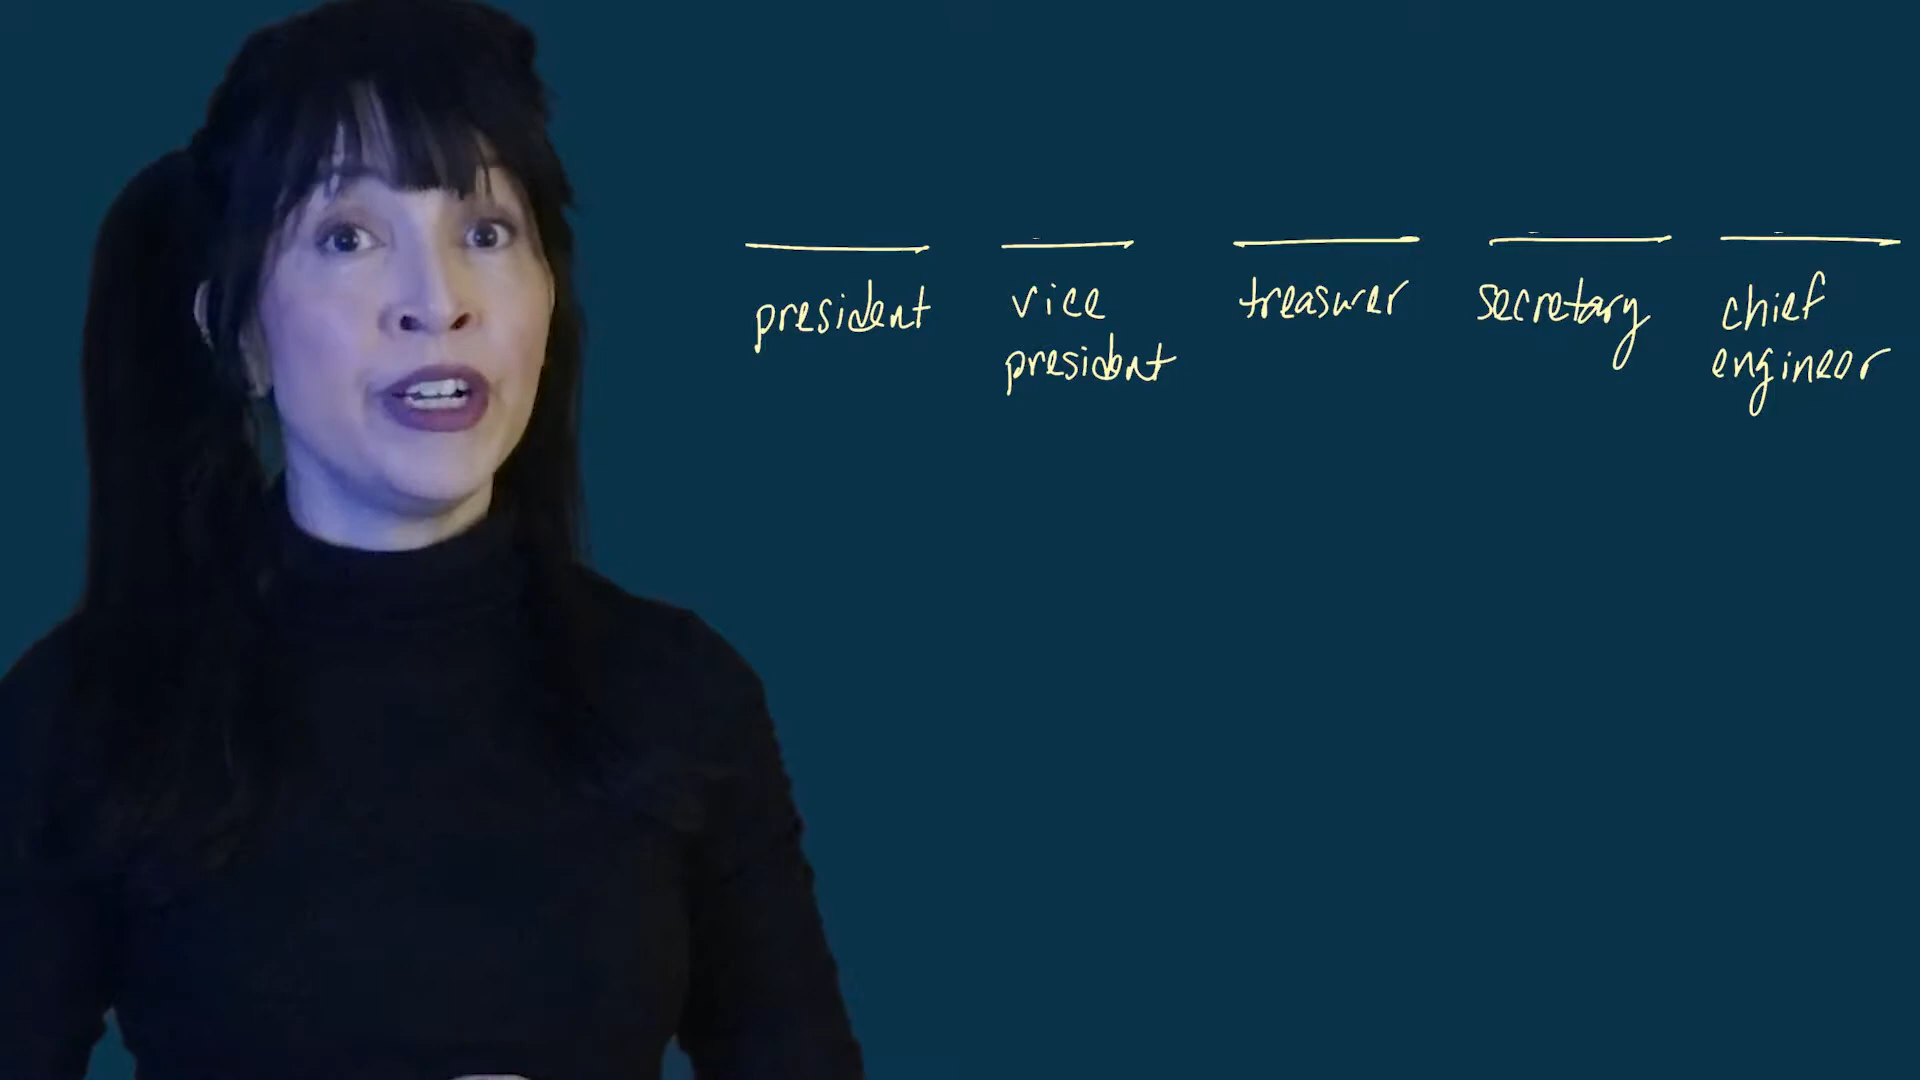 president
vice
president
treasurer
secretary
chief
engineer